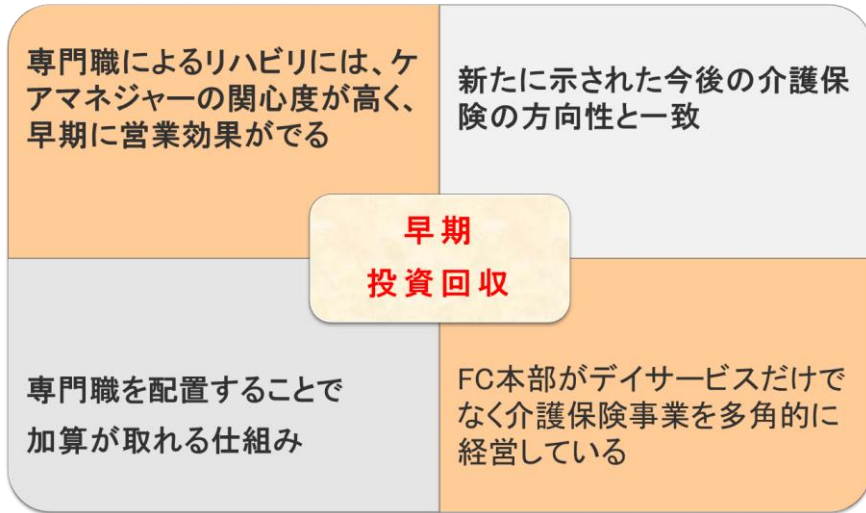 専門職によるリハビリには、ケ
アマネジャーの関心度が高く、
早期に営業効果がでる
新たに示された今後の介護保
険の方向性と一致
早期
投資回収
専門職を配置することで
加算が取れる仕組み
FC本部がデイサービスだけで
なく介護保険事業を多角的に
経営している